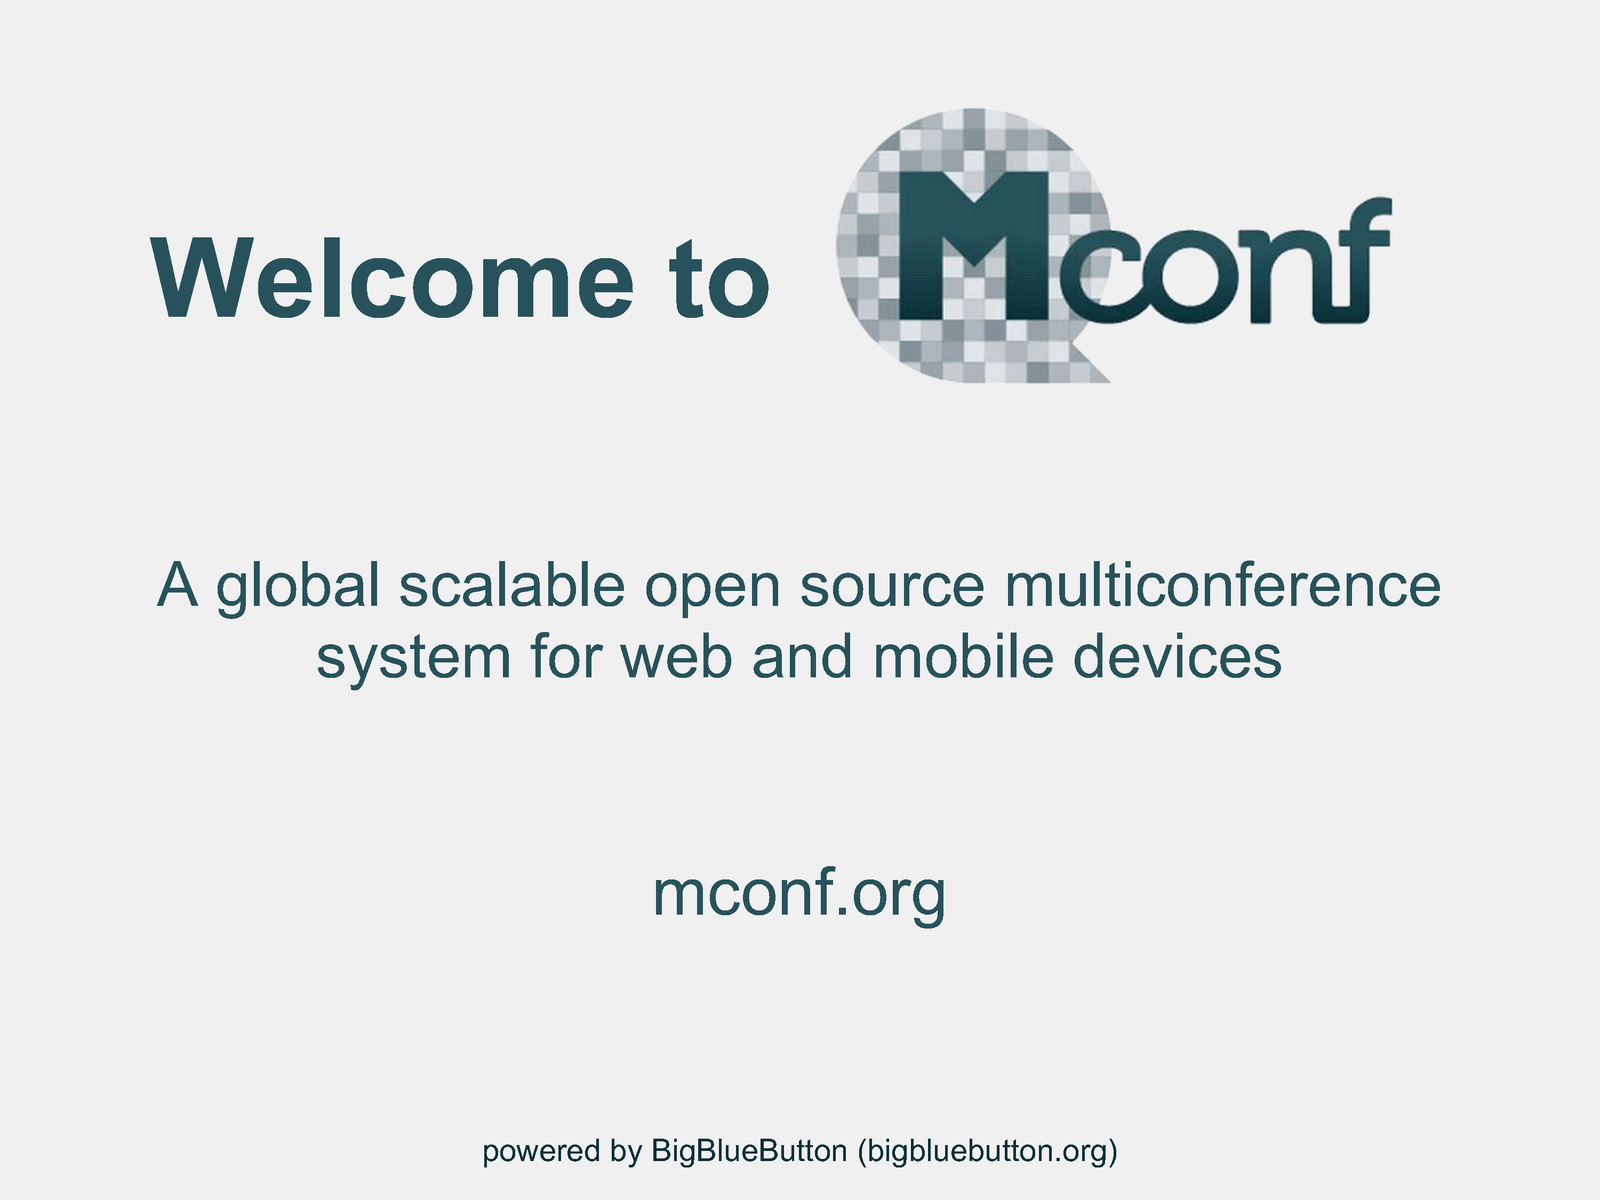 Welcome to Mconf
A global scalable open source multiconference
system for web and mobile devices
mconf.org
powered by BigBlueButton (bigbluebutton.org)